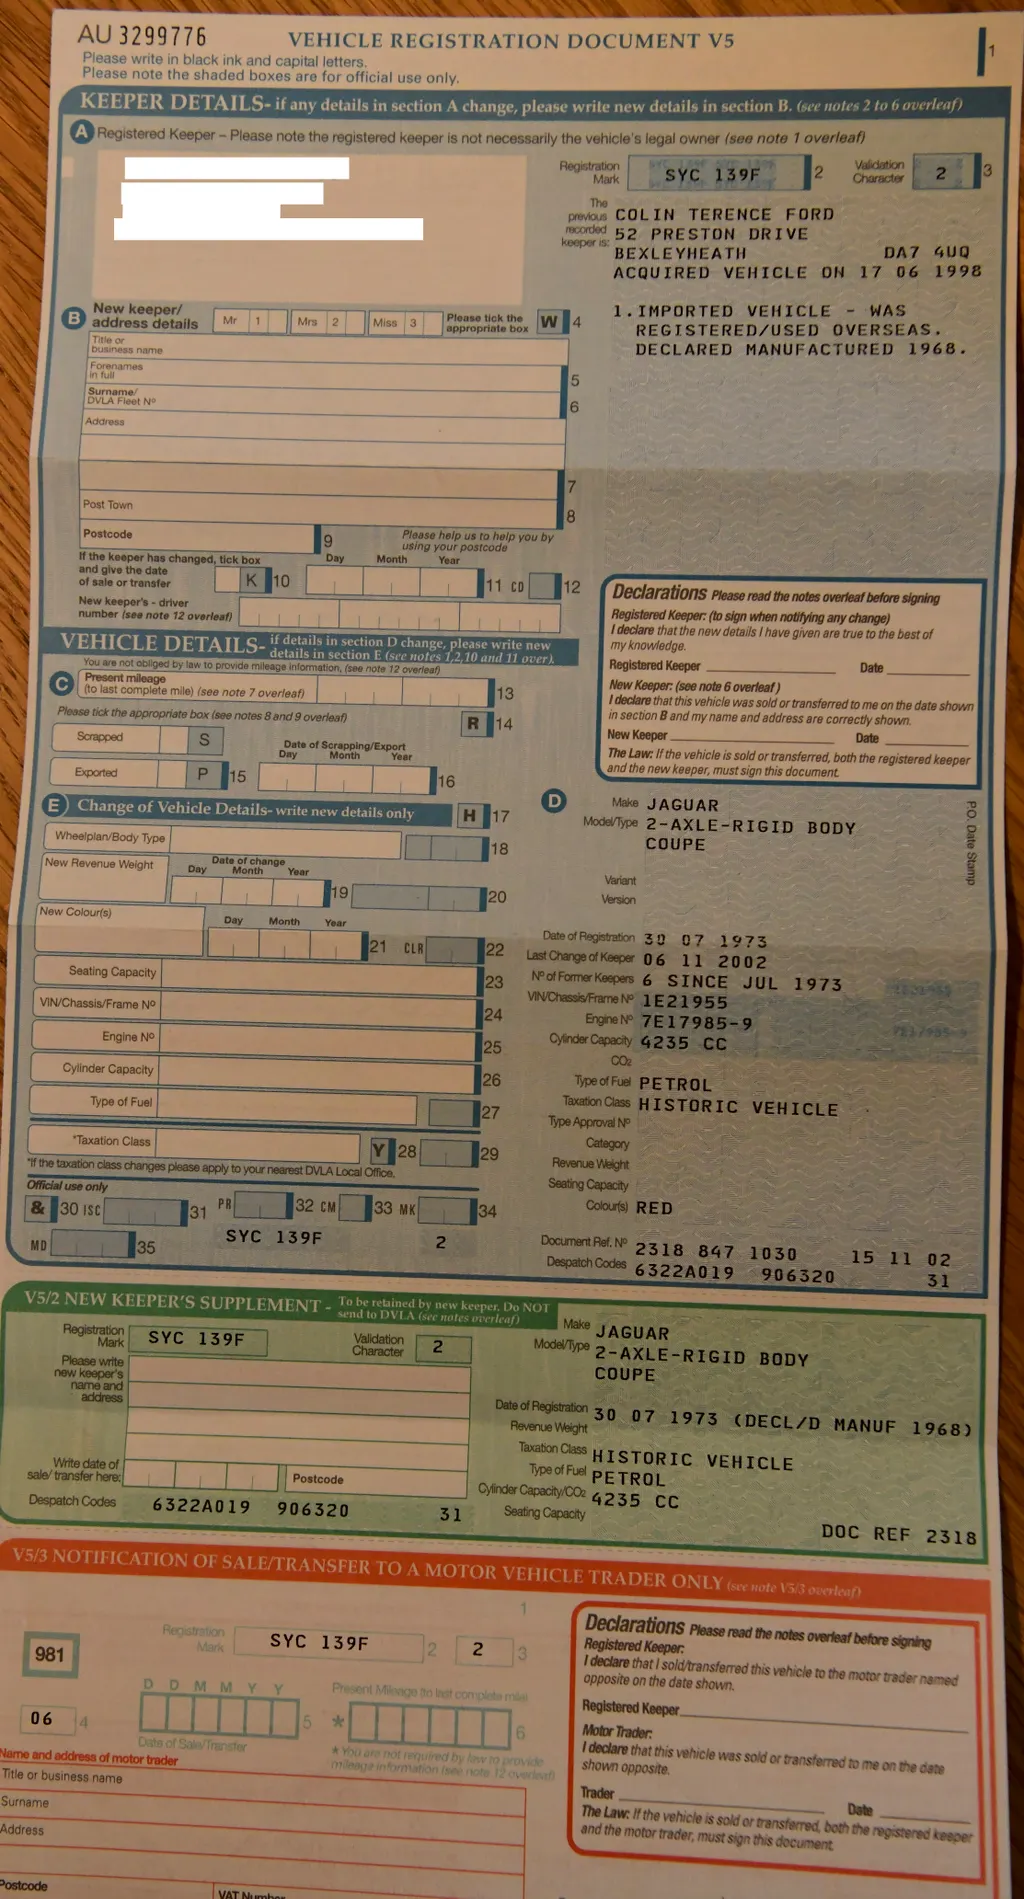 AU 3299776
VEHICLE REGISTRATION DOCUMENT V5
1
Please write in black ink and capital letters.
Please note the shaded boxes are for official use only.
KEEPER DETAILS- if any details in section A change, please write new details in section B. (see notes 2 to 6 overleaf)
A Registered Keeper – Please note the registered keeper is not necessarily the vehicle's legal owner (see note 1 overleaf)
Registration Mark SYC 139F 2
Validation Character 2 3
The previous recorded keeper is:
COLIN TERENCE FORD
52 PRESTON DRIVE
BEXLEYHEATH DA7 4UQ
ACQUIRED VEHICLE ON 17 06 1998
1. IMPORTED VEHICLE - WAS
REGISTERED/USED OVERSEAS.
DECLARED MANUFACTURED 1968.
B New keeper/
address details
Mr 1 Mrs 2 Miss 3 Please tick the appropriate box W 4
Title or
business name
Forenames
in full 5
Surname/
DVLA Fleet Nº 6
Address
7
Post Town 8
Postcode 9
Please help us to help you by
using your postcode
If the keeper has changed, tick box
and give the date
of sale or transfer K 10
Day Month Year 11 CD 12
New keeper's - driver
number (see note 12 overleaf)
Declarations Please read the notes overleaf before signing
Registered Keeper: (to sign when notifying any change)
I declare that the new details I have given are true to the best of
my knowledge.
Registered Keeper Date
New Keeper: (see note 6 overleaf)
I declare that this vehicle was sold or transferred to me on the date shown
in section B and my name and address are correctly shown.
New Keeper Date
The Law: If the vehicle is sold or transferred, both the registered keeper
and the new keeper, must sign this document.
VEHICLE DETAILS- if details in section D change, please write new
details in section E (see notes 1,2,10 and 11 over).
You are not obliged by law to provide mileage information, (see note 12 overleaf)
C Present mileage
(to last complete mile) (see note 7 overleaf) 13
Please tick the appropriate box (see notes 8 and 9 overleaf) R 14
Scrapped S
Date of Scrapping/Export
Day Month Year
Exported P 15 16
E Change of Vehicle Details- write new details only H 17
Wheelplan/Body Type 18
New Revenue Weight
Date of change
Day Month Year 19 20
New Colour(s)
Day Month Year 21 CLR 22
Seating Capacity 23
VIN/Chassis/Frame Nº 24
Engine Nº 25
Cylinder Capacity 26
Type of Fuel 27
*Taxation Class Y 28 29
*If the taxation class changes please apply to your nearest DVLA Local Office.
Official use only
& 30 ISC 31 PR 32 CM 33 MK 34
MD 35 SYC 139F 2
D
Make JAGUAR
Model/Type 2-AXLE-RIGID BODY
COUPE
P.O. Date Stamp
Variant
Version
Date of Registration 30 07 1973
Last Change of Keeper 06 11 2002
Nº of Former Keepers 6 SINCE JUL 1973
VIN/Chassis/Frame Nº 1E21955
Engine Nº 7E17985-9
Cylinder Capacity 4235 CC
CO2
Type of Fuel PETROL
Taxation Class HISTORIC VEHICLE
Type Approval Nº
Category
Revenue Weight
Seating Capacity
Colour(s) RED
Document Ref. Nº 2318 847 1030 15 11 02
Despatch Codes 6322A019 906320 31
V5/2 NEW KEEPER'S SUPPLEMENT - To be retained by new keeper. Do NOT
send to DVLA (see notes overleaf)
Registration Mark SYC 139F
Validation Character 2
Please write
new keeper's
name and
address
Write date of
sale/ transfer here:
Postcode
Despatch Codes 6322A019 906320 31
Make JAGUAR
Model/Type 2-AXLE-RIGID BODY
COUPE
Date of Registration 30 07 1973 (DECL/D MANUF 1968)
Revenue Weight
Taxation Class HISTORIC VEHICLE
Type of Fuel PETROL
Cylinder Capacity/CO2 4235 CC
Seating Capacity
DOC REF 2318
V5/3 NOTIFICATION OF SALE/TRANSFER TO A MOTOR VEHICLE TRADER ONLY (see note V5/3 overleaf)
1
981
Registration Mark SYC 139F 2 2 3
06 4
D D M M Y Y 5
Date of Sale/Transfer
Present Mileage (to last complete mile
* 6
* You are not required by law to provide
mileage information (see note 12 overleaf)
Name and address of motor trader
Title or business name
Surname
Address
Postcode
VAT Number
Declarations Please read the notes overleaf before signing
Registered Keeper:
I declare that I sold/transferred this vehicle to the motor trader named
opposite on the date shown.
Registered Keeper
Motor Trader:
I declare that this vehicle was sold or transferred to me on the date
shown opposite.
Trader Date
The Law: If the vehicle is sold or transferred, both the registered keeper
and the motor trader, must sign this document.